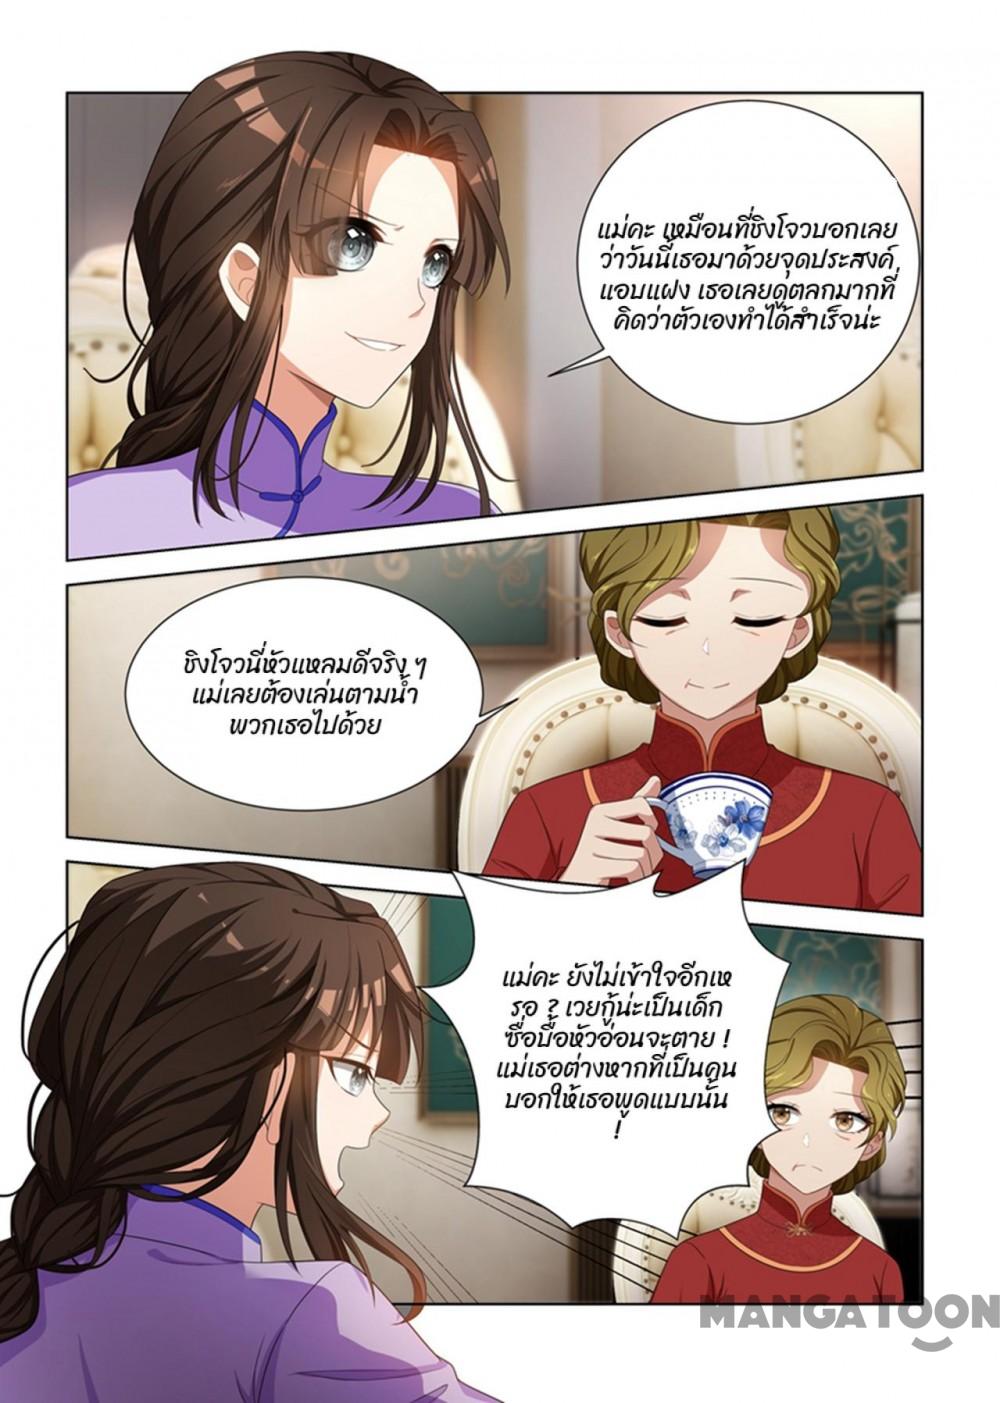 แม่คะ เหมือนที่ชิงโจวบอกเลย
ว่าวันนี้เธอมาด้วยจุดประสงค์
แอบแฝง เธอเลยดูตลกมากที่
คิดว่าตัวเองทำได้สำเร็จน่ะ
ชิงโจวนี่หัวแหลมดีจริง ๆ
แม่เลยต้องเล่นตามน้ำ
พวกเธอไปด้วย
แม่คะ ยังไม่เข้าใจอีกเห
รอ ? เวยกู้น่ะเป็นเด็ก
ซื่อบื้อหัวอ่อนจะตาย !
แม่เธอต่างหากที่เป็นคน
บอกให้เธอพูดแบบนั้น
!
MANGATOON